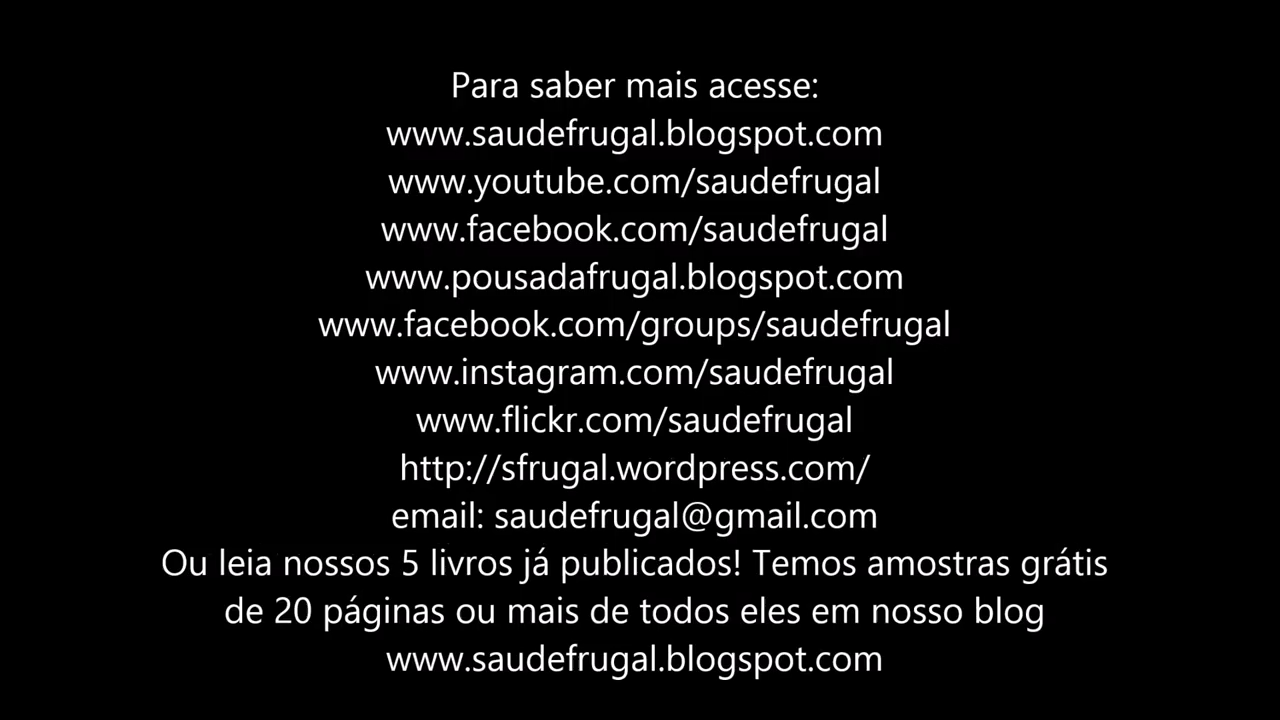 Para saber mais acesse:
www.saudefrugal.blogspot.com
www.youtube.com/saudefrugal
www.facebook.com/saudefrugal
www.pousadafrugal.blogspot.com
www.facebook.com/groups/saudefrugal
www.instagram.com/saudefrugal
www.flickr.com/saudefrugal
http://sfrugal.wordpress.com/
email: saudefrugal@gmail.com
Ou leia nossos 5 livros já publicados! Temos amostras grátis
de 20 páginas ou mais de todos eles em nosso blog
www.saudefrugal.blogspot.com